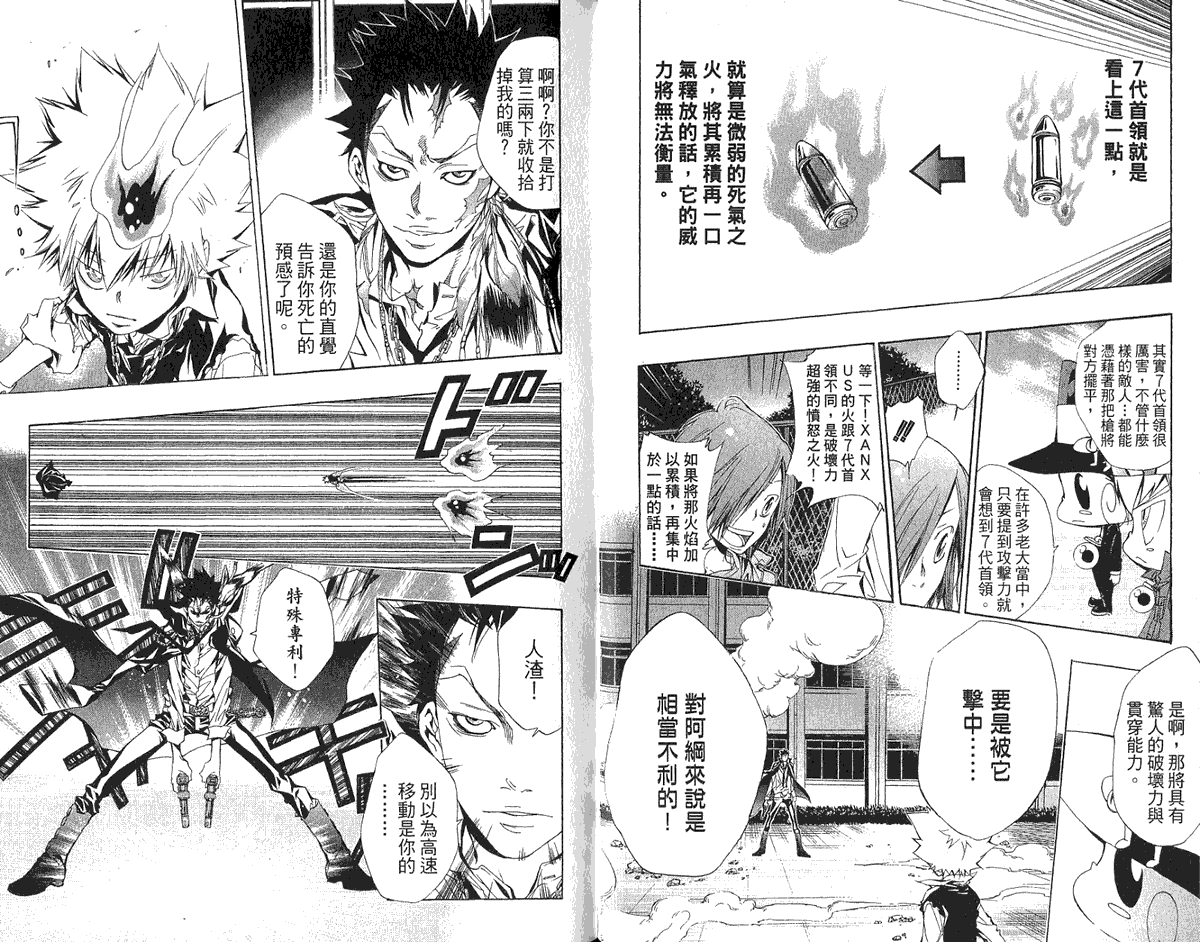 7代首領就是
看上這一點，
就算是微弱的死氣之
火，將其累積再一口
氣釋放的話，它的威
力將無法衡量。
其實7代首領很
厲害，不管什麼
樣的敵人…都能
憑藉著那把槍將
對方擺平，
在許多老大當中，
只要提到攻擊力就
會想到7代首領。
………
!!
等一下！XANX
US的火跟7代首
領不同，是破壞力
超強的憤怒之火！
如果將那火焰加
以累積，再集中
於一點的話……
是啊，那將具有
驚人的破壞力與
貫穿能力。
要是被它
擊中……
對阿綱來說是
相當不利的！
啊啊？你不是打
算三兩下就收拾
掉我的嗎？
還是你的直覺
告訴你死亡的
預感了呢。
ドロロ
ロン
人渣！
別以為高速
移動是你的
………
特殊專利！